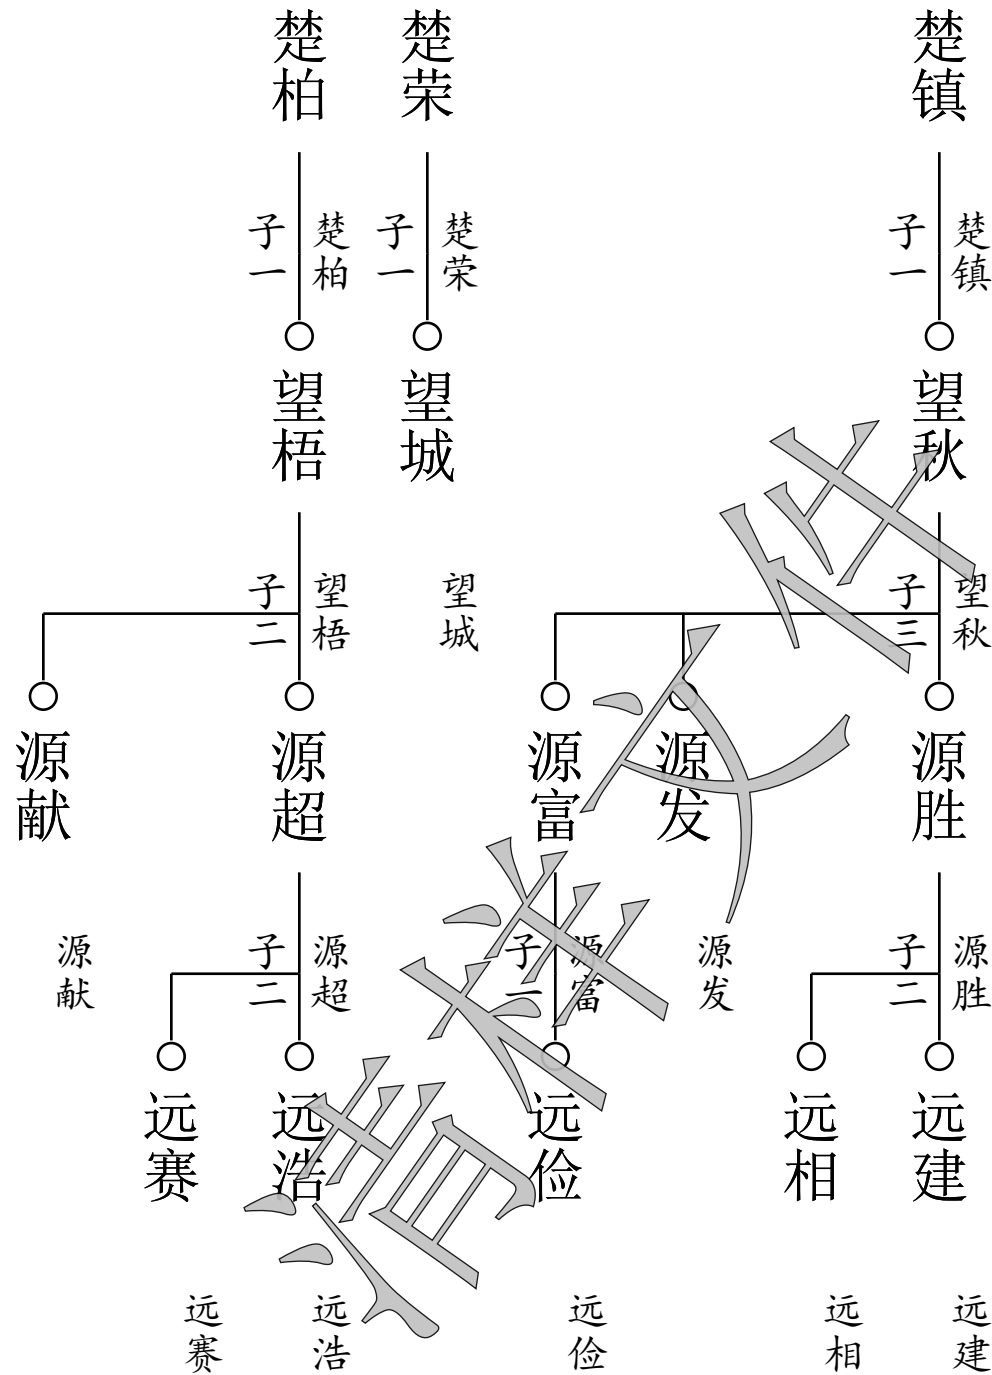 楚镇
楚荣
楚柏
楚镇
子一
楚荣
子一
楚柏
子一
望秋
望城
望梧
望秋
子三
望城
望梧
子二
源胜
源发
源富
源超
源献
源胜
子二
源发
源富
子一
源超
子二
源献
远建
远相
远俭
远浩
远赛
远建
远相
远俭
远浩
远赛
清样文件